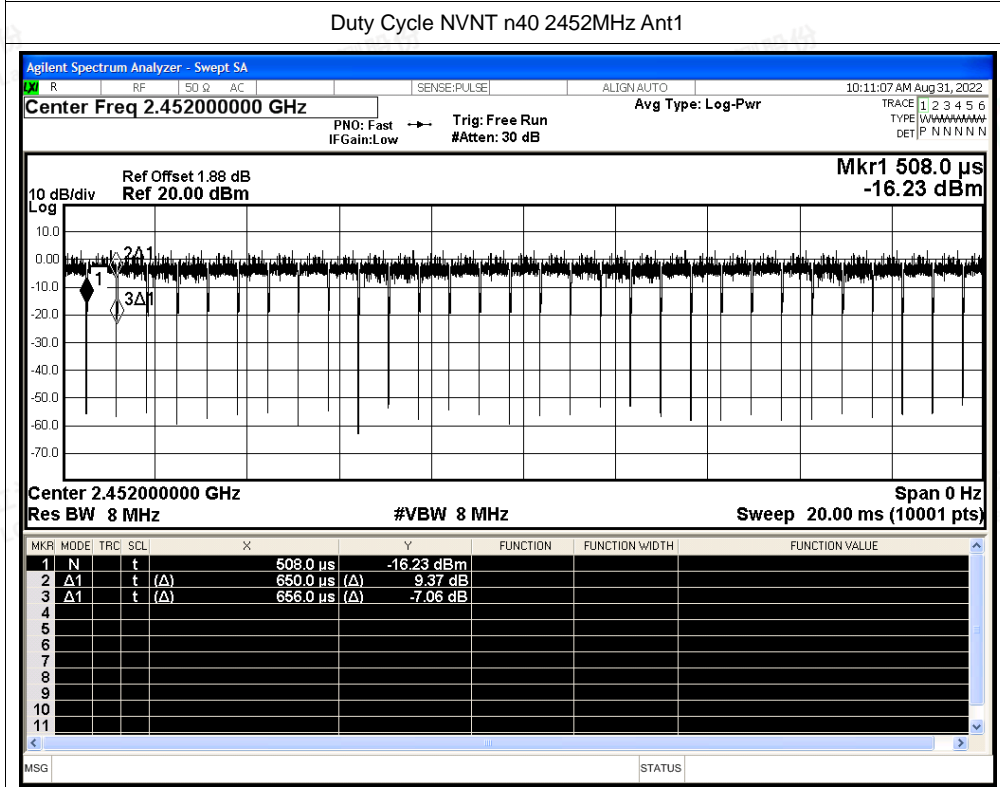 Duty Cycle NVNT n40 2452MHz Ant1
Agilent Spectrum Analyzer - Swept SA
LXI R RF 50 Ω AC SENSE:PULSE ALIGN AUTO 10:11:07 AM Aug 31, 2022
Center Freq 2.452000000 GHz Avg Type: Log-Pwr TRACE 1 2 3 4 5 6
PNO: Fast Trig: Free Run TYPE W
IFGain:Low #Atten: 30 dB DET P N N N N N
Mkr1 508.0 µs
-16.23 dBm
Ref Offset 1.88 dB
10 dB/div Ref 20.00 dBm
Log
10.0
0.00
-10.0
-20.0
-30.0
-40.0
-50.0
-60.0
-70.0
2Δ1
1
3Δ1
Center 2.452000000 GHz Span 0 Hz
Res BW 8 MHz #VBW 8 MHz Sweep 20.00 ms (10001 pts)
MKR MODE TRC SCL X Y FUNCTION FUNCTION WIDTH FUNCTION VALUE
1 N t 508.0 µs -16.23 dBm
2 Δ1 t (Δ) 650.0 µs (Δ) 9.37 dB
3 Δ1 t (Δ) 656.0 µs (Δ) -7.06 dB
4
5
6
7
8
9
10
11
MSG STATUS